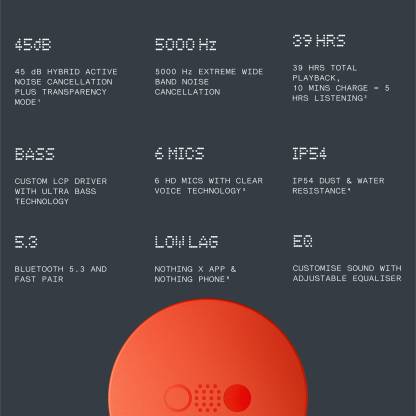 45dB
45 dB HYBRID ACTIVE
NOISE CANCELLATION
PLUS TRANSPARENCY
MODE¹
5000 Hz
5000 Hz EXTREME WIDE
BAND NOISE
CANCELLATION
39 HRS
39 HRS TOTAL
PLAYBACK,
10 MINS CHARGE = 5
HRS LISTENING²
BASS
CUSTOM LCP DRIVER
WITH ULTRA BASS
TECHNOLOGY
6 MICS
6 HD MICS WITH CLEAR
VOICE TECHNOLOGY³
IP54
IP54 DUST & WATER
RESISTANCE⁴
5.3
BLUETOOTH 5.3 AND
FAST PAIR
LOW LAG
NOTHING X APP &
NOTHING PHONE⁵
EQ
CUSTOMISE SOUND WITH
ADJUSTABLE EQUALISER